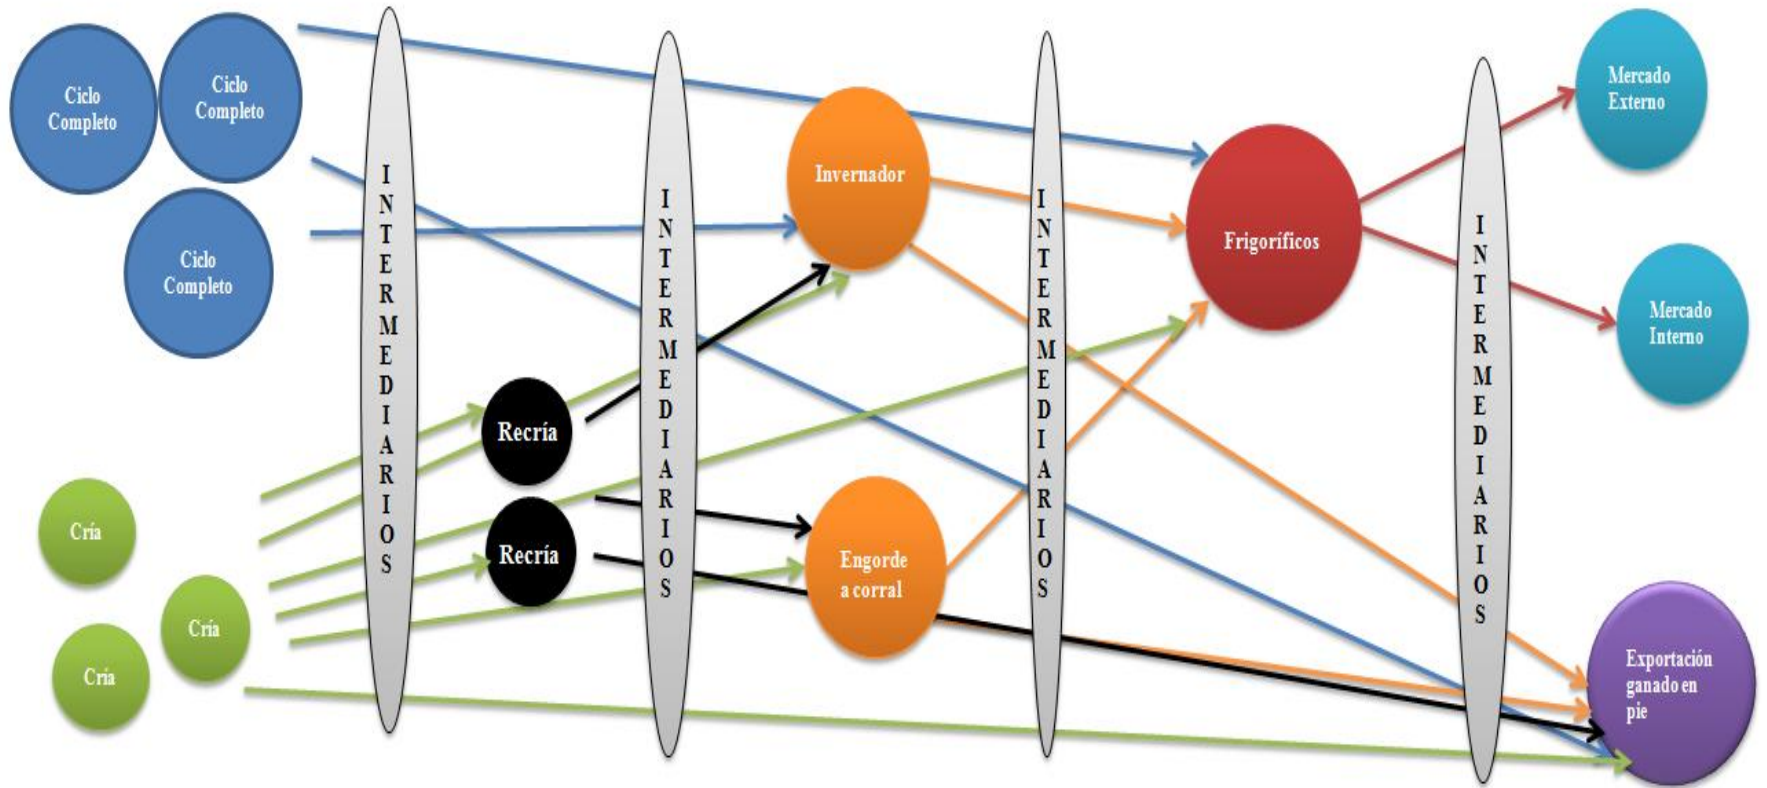 Ciclo
Completo
Ciclo
Completo
Ciclo
Completo
Cría
Cría
Cría
INTERMEDIARIOS
Recría
Recría
INTERMEDIARIOS
Invernador
Engorde
a corral
INTERMEDIARIOS
Frigoríficos
INTERMEDIARIOS
Mercado
Externo
Mercado
Interno
Exportación
ganado en
pie